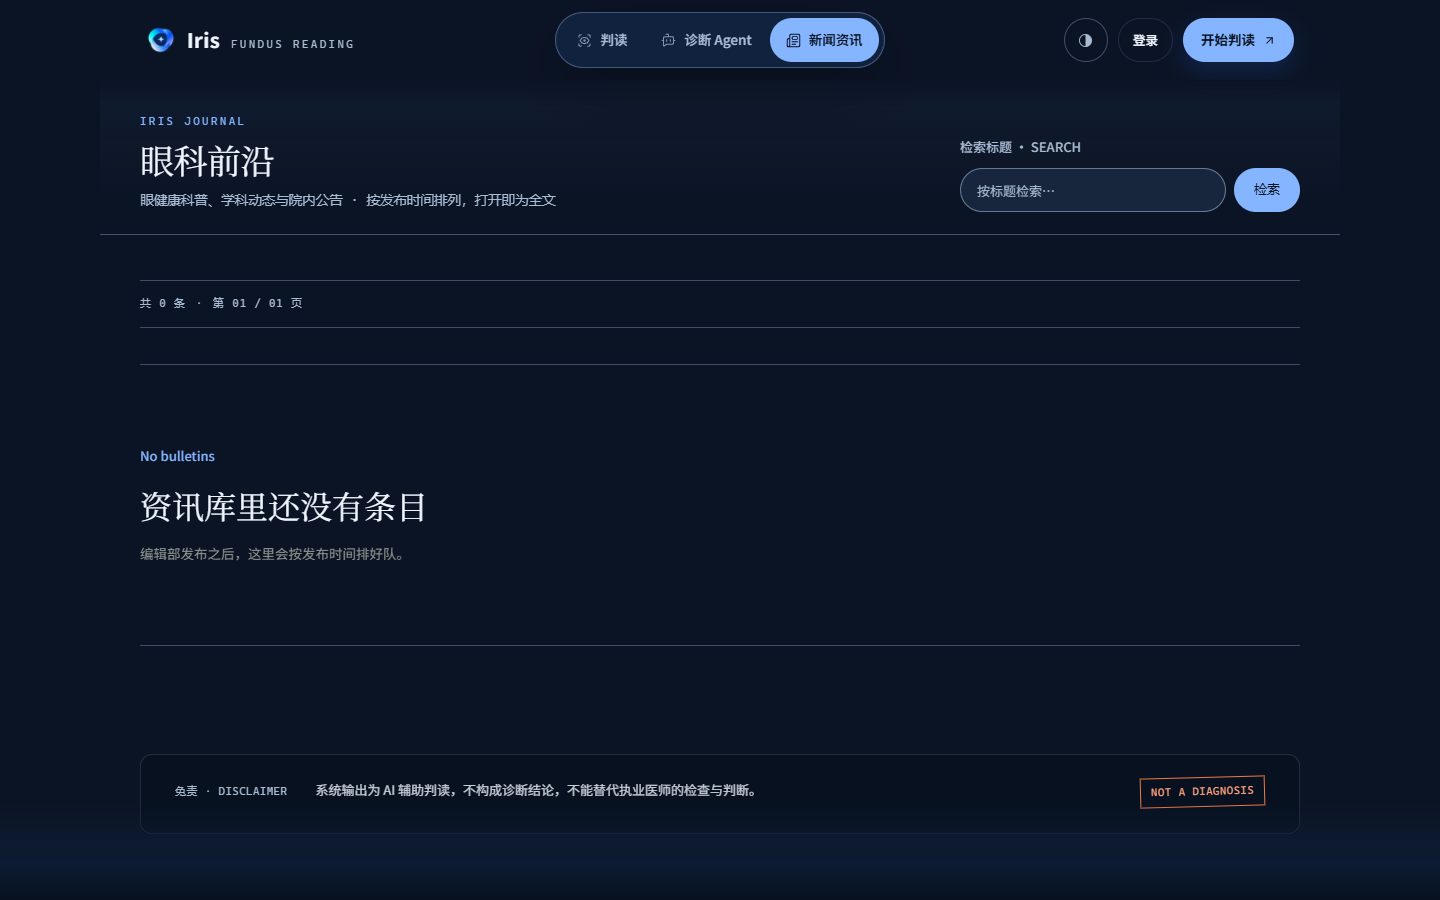 Iris FUNDUS READING
判读
诊断 Agent
新闻资讯
登录
开始判读
IRIS JOURNAL
眼科前沿
眼健康科普、学科动态与院内公告 · 按发布时间排列，打开即为全文
检索标题 · SEARCH
按标题检索…
检索
共 0 条 · 第 01 / 01 页
No bulletins
资讯库里还没有条目
编辑部发布之后，这里会按发布时间排好队。
免责 · DISCLAIMER
系统输出为 AI 辅助判读，不构成诊断结论，不能替代执业医师的检查与判断。
NOT A DIAGNOSIS